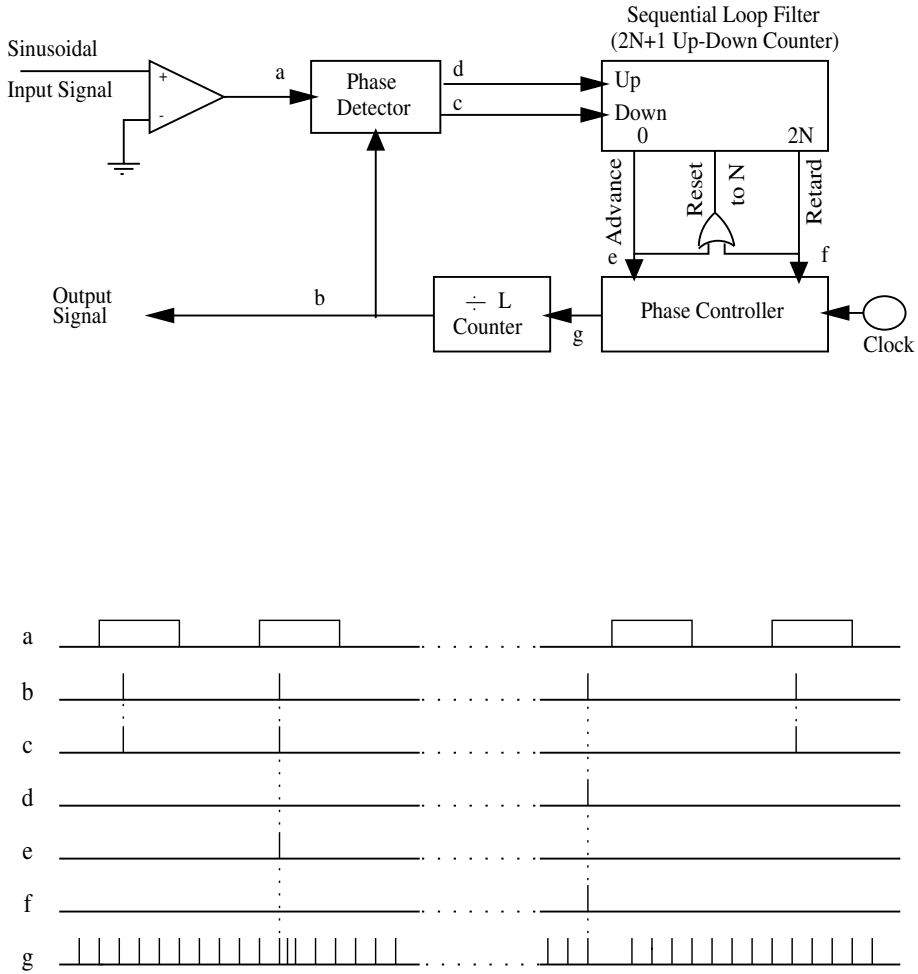 Sequential Loop Filter
(2N+1 Up-Down Counter)
Sinusoidal
Input Signal
+
-
a
Phase
Detector
d
c
Up
Down
0
2N
Advance
Reset
to N
Retard
e
f
Output
Signal
b
÷ L
Counter
g
Phase Controller
Clock
a
b
c
d
e
f
g